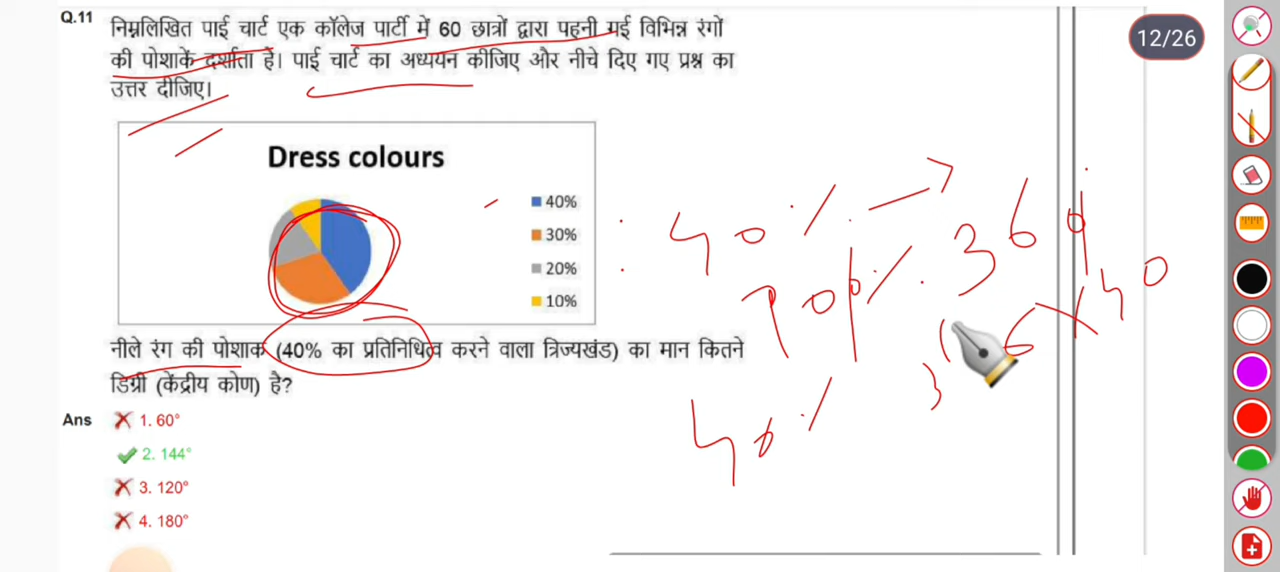 Q.11
निम्नलिखित पाई चार्ट एक कॉलेज पार्टी में 60 छात्रों द्वारा पहनी गई विभिन्न रंगों
की पोशाकें दर्शाता है। पाई चार्ट का अध्ययन कीजिए और नीचे दिए गए प्रश्न का
उत्तर दीजिए।
12/26
Dress colours
40%
30%
20%
10%
40% → 360
40%
नीले रंग की पोशाक (40% का प्रतिनिधित्व करने वाला त्रिज्यखंड) का मान कितने
डिग्री (केंद्रीय कोण) है?
Ans
1. 60°
2. 144°
3. 120°
4. 180°